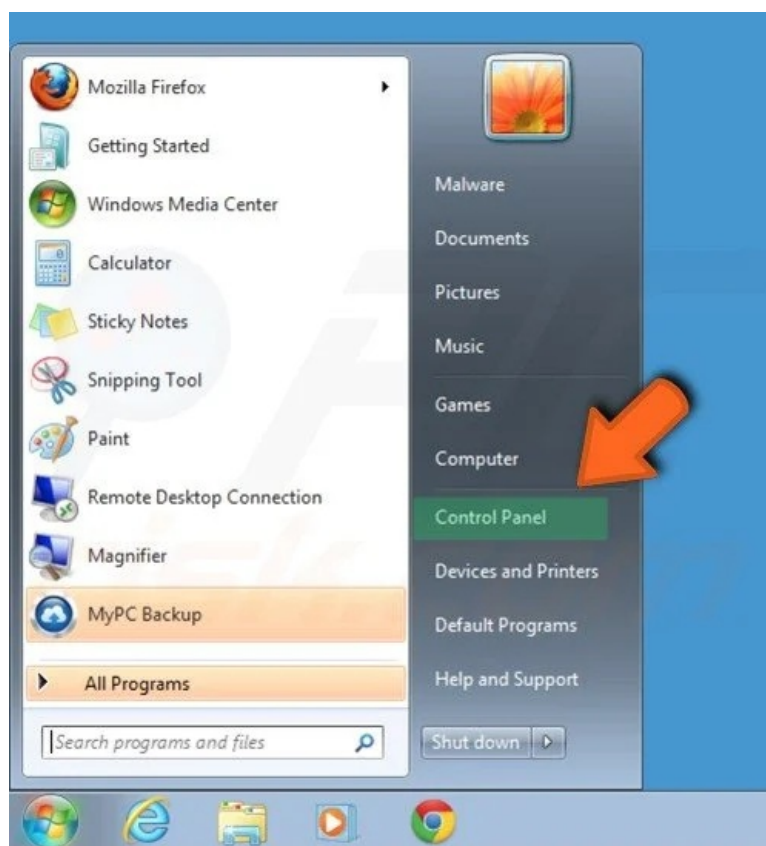 Mozilla Firefox
Getting Started
Windows Media Center
Calculator
Sticky Notes
Snipping Tool
Paint
Remote Desktop Connection
Magnifier
MyPC Backup
All Programs
Search programs and files
Malware
Documents
Pictures
Music
Games
Computer
Control Panel
Devices and Printers
Default Programs
Help and Support
Shut down